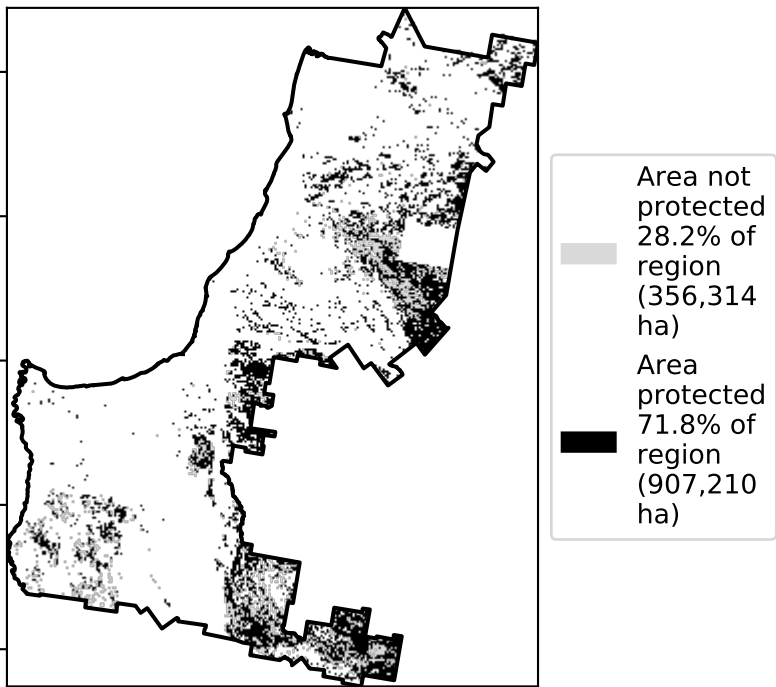 Area not
protected
28.2% of
region
(356,314
ha)
Area
protected
71.8% of
region
(907,210
ha)